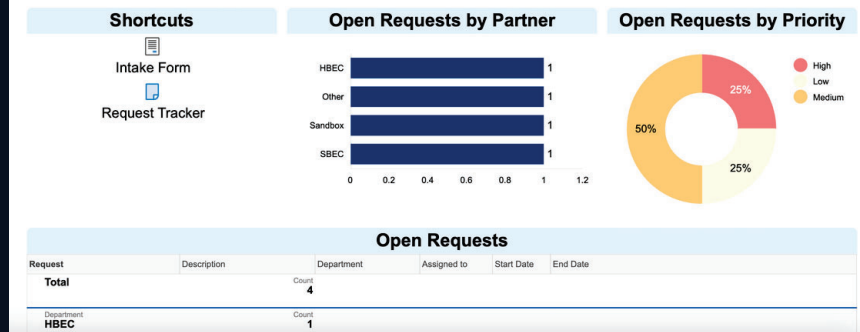 Shortcuts
Intake Form
Request Tracker
Open Requests by Partner
HBEC 1
Other 1
Sandbox 1
SBEC 1
0 0.2 0.4 0.6 0.8 1 1.2
Open Requests by Priority
High
Low
Medium
25%
50%
25%
Open Requests
Request Description Department Assigned to Start Date End Date
Count
Total 4
Department Count
HBEC 1